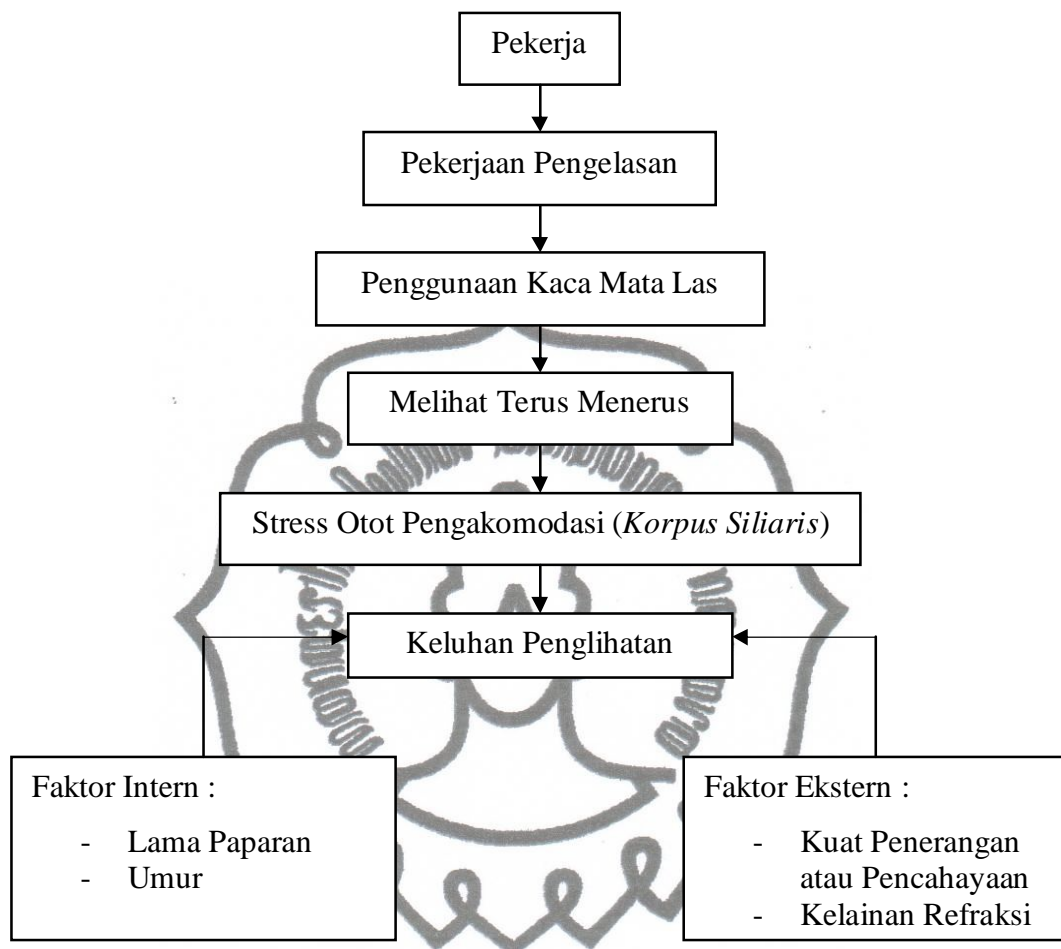 Pekerja
Pekerjaan Pengelasan
Penggunaan Kaca Mata Las
Melihat Terus Menerus
Stress Otot Pengakomodasi (Korpus Siliaris)
Keluhan Penglihatan
Faktor Intern :
- Lama Paparan
- Umur
Faktor Ekstern :
- Kuat Penerangan
atau Pencahayaan
- Kelainan Refraksi